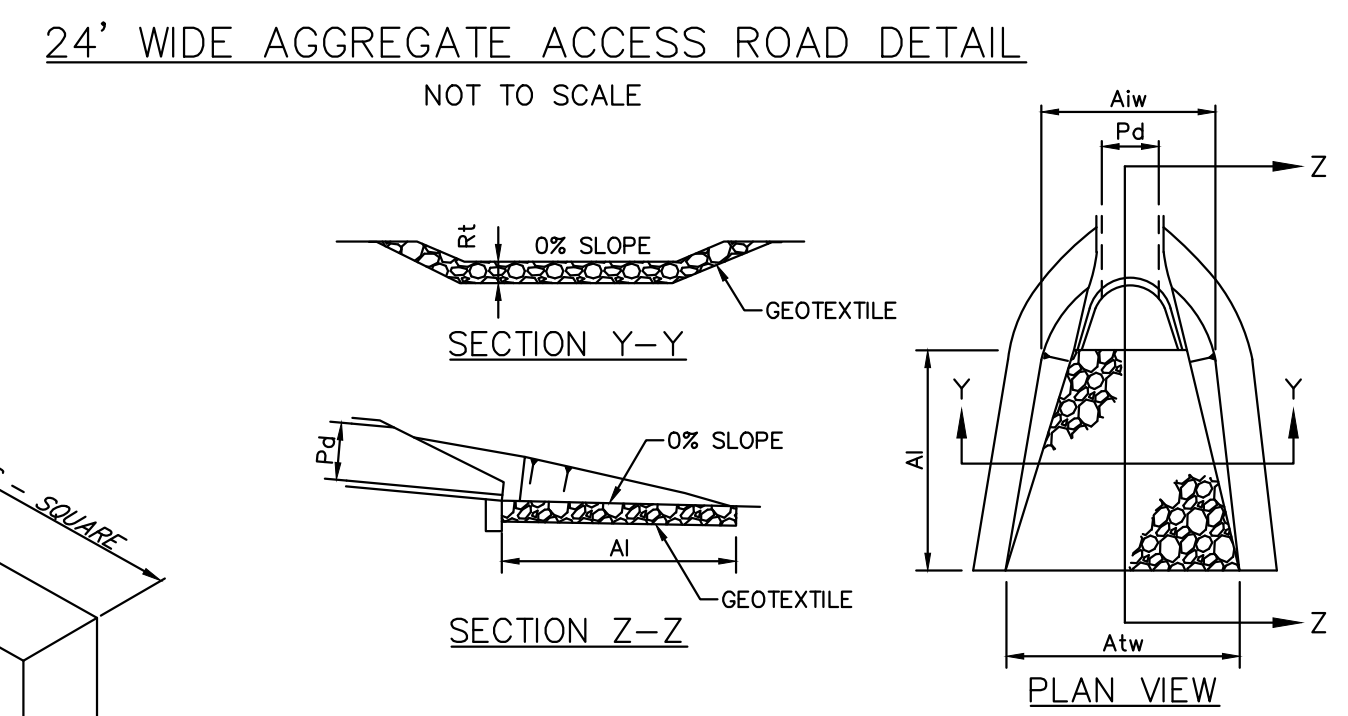 24' WIDE AGGREGATE ACCESS ROAD DETAIL
NOT TO SCALE
Aiw
Pd
Z
Rt
0% SLOPE
GEOTEXTILE
SECTION Y-Y
Y
Y
Al
Pd
0% SLOPE
Al
GEOTEXTILE
SECTION Z-Z
- SQUARE
Z
Atw
PLAN VIEW